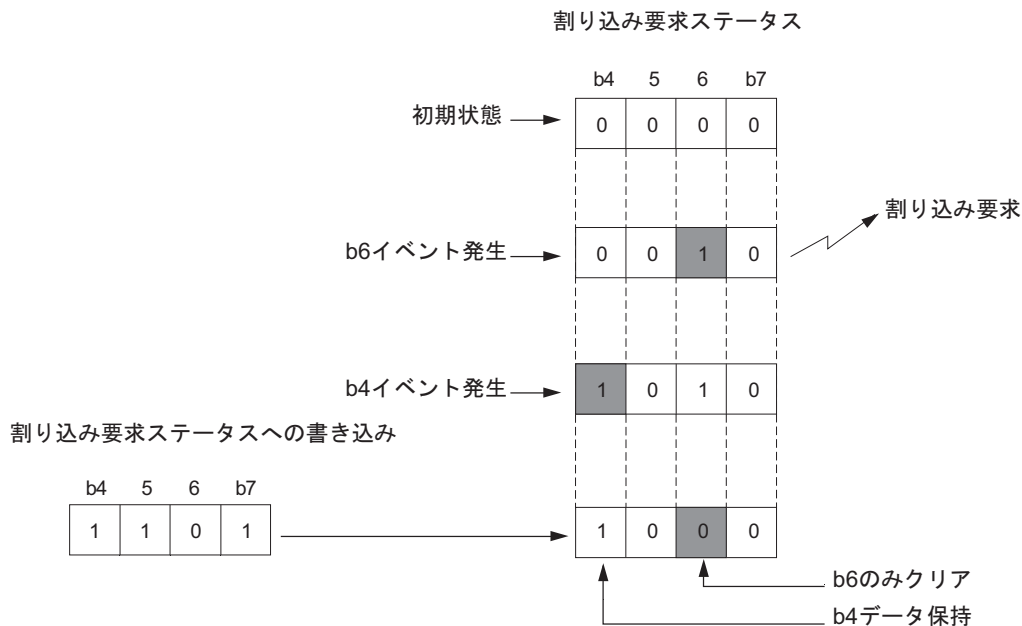 割り込み要求ステータス
b4 5 6 b7
初期状態
0 0 0 0
割り込み要求
b6イベント発生
0 0 1 0
b4イベント発生
1 0 1 0
割り込み要求ステータスへの書き込み
b4 5 6 b7
1 1 0 1
1 0 0 0
b6のみクリア
b4データ保持